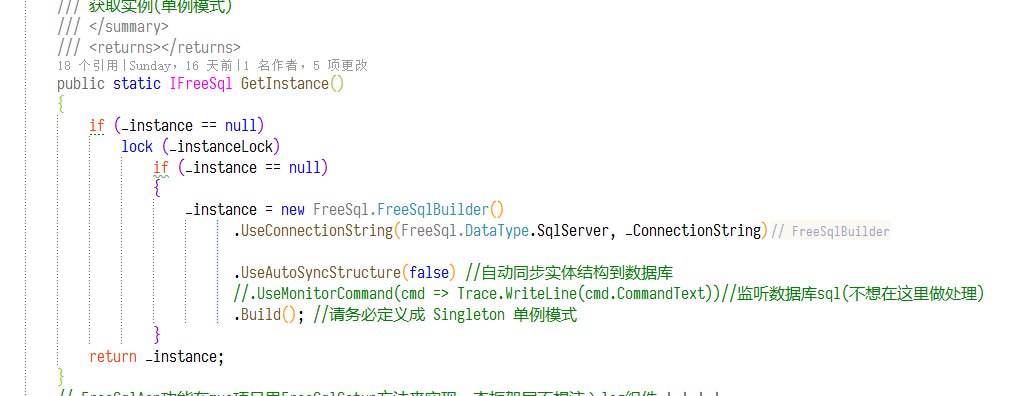 /// 获取实例(单例模式)
/// </summary>
/// <returns></returns>
18 个引用|Sunday，16 天前|1 名作者，5 项更改
public static IFreeSql GetInstance()
{
if (_instance == null)
lock (_instanceLock)
if (_instance == null)
{
_instance = new FreeSql.FreeSqlBuilder()
.UseConnectionString(FreeSql.DataType.SqlServer, _ConnectionString)// FreeSqlBuilder
.UseAutoSyncStructure(false) //自动同步实体结构到数据库
//.UseMonitorCommand(cmd => Trace.WriteLine(cmd.CommandText))//监听数据库sql(不想在这里做处理)
.Build(); //请务必定义成 Singleton 单例模式
}
return _instance;
}